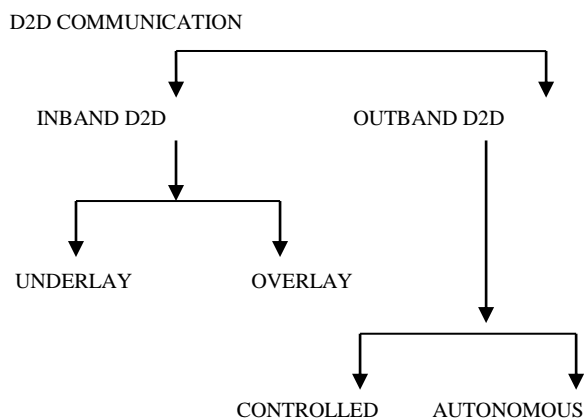 D2D COMMUNICATION
INBAND D2D OUTBAND D2D
UNDERLAY OVERLAY
CONTROLLED AUTONOMOUS